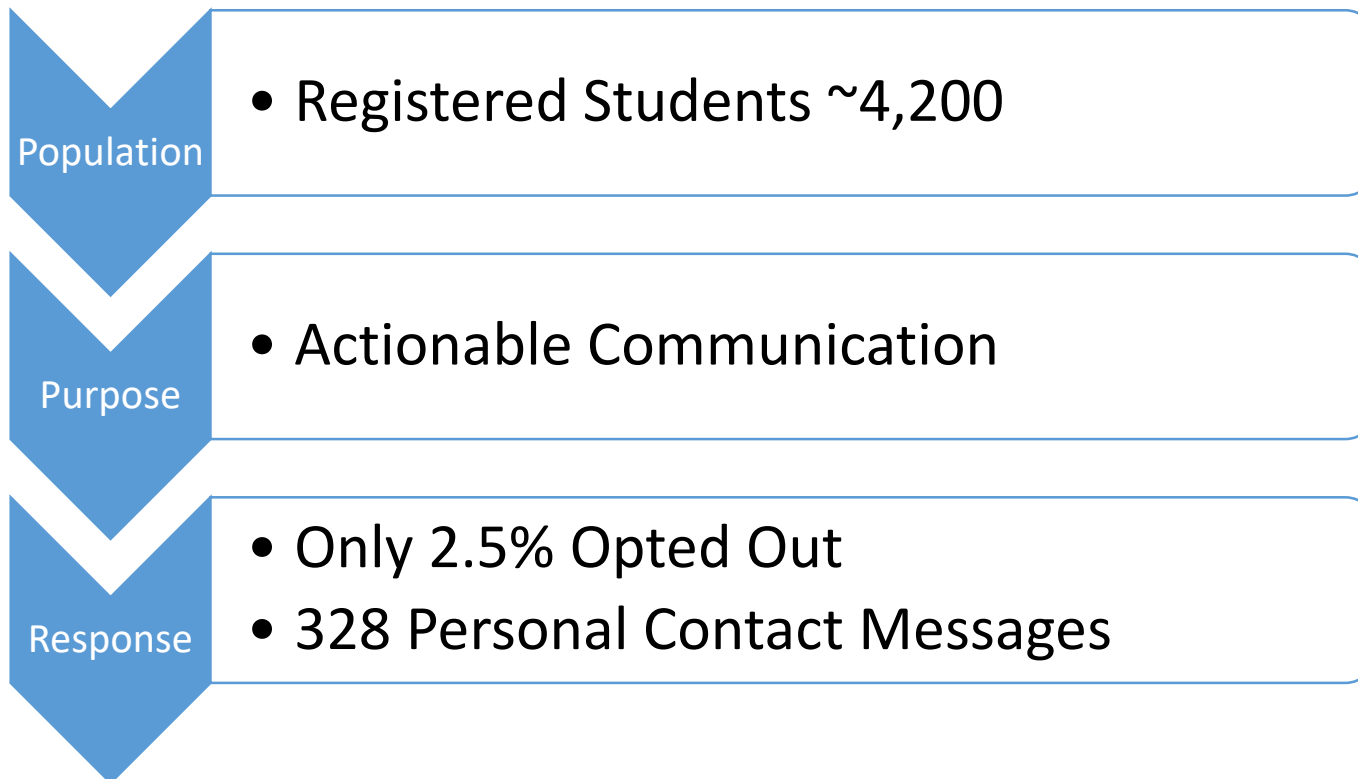 Population
• Registered Students ~4,200
Purpose
• Actionable Communication
Response
• Only 2.5% Opted Out
• 328 Personal Contact Messages